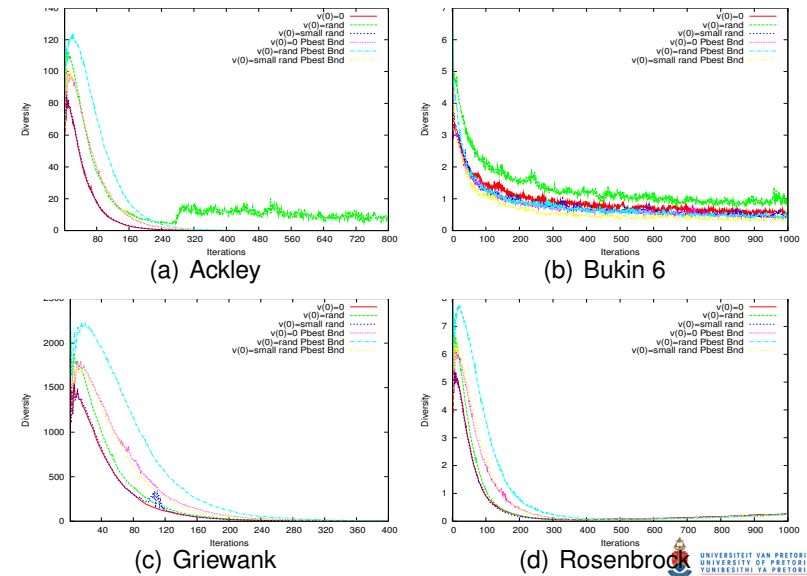 140
120
100
80
60
40
20
0
Diversity
80 160 240 320 400 480 560 640 720 800
Iterations
v(0)=0
v(0)=rand
v(0)=small rand
v(0)=0 Pbest Bnd
v(0)=rand Pbest Bnd
v(0)=small rand Pbest Bnd
(a) Ackley
7
6
5
4
3
2
1
0
Diversity
0 100 200 300 400 500 600 700 800 900 1000
Iterations
v(0)=0
v(0)=rand
v(0)=small rand
v(0)=0 Pbest Bnd
v(0)=rand Pbest Bnd
v(0)=small rand Pbest Bnd
(b) Bukin 6
2500
2000
1500
1000
500
0
Diversity
40 80 120 160 200 240 280 320 360 400
Iterations
v(0)=0
v(0)=rand
v(0)=small rand
v(0)=0 Pbest Bnd
v(0)=rand Pbest Bnd
v(0)=small rand Pbest Bnd
(c) Griewank
8
7
6
5
4
3
2
1
0
Diversity
0 100 200 300 400 500 600 700 800 900 1000
Iterations
v(0)=0
v(0)=rand
v(0)=small rand
v(0)=0 Pbest Bnd
v(0)=rand Pbest Bnd
v(0)=small rand Pbest Bnd
(d) Rosenbrock
UNIVERSITEIT VAN PRETORI
UNIVERSITY OF PRETORI
YUNIBESITHI YA PRETORI